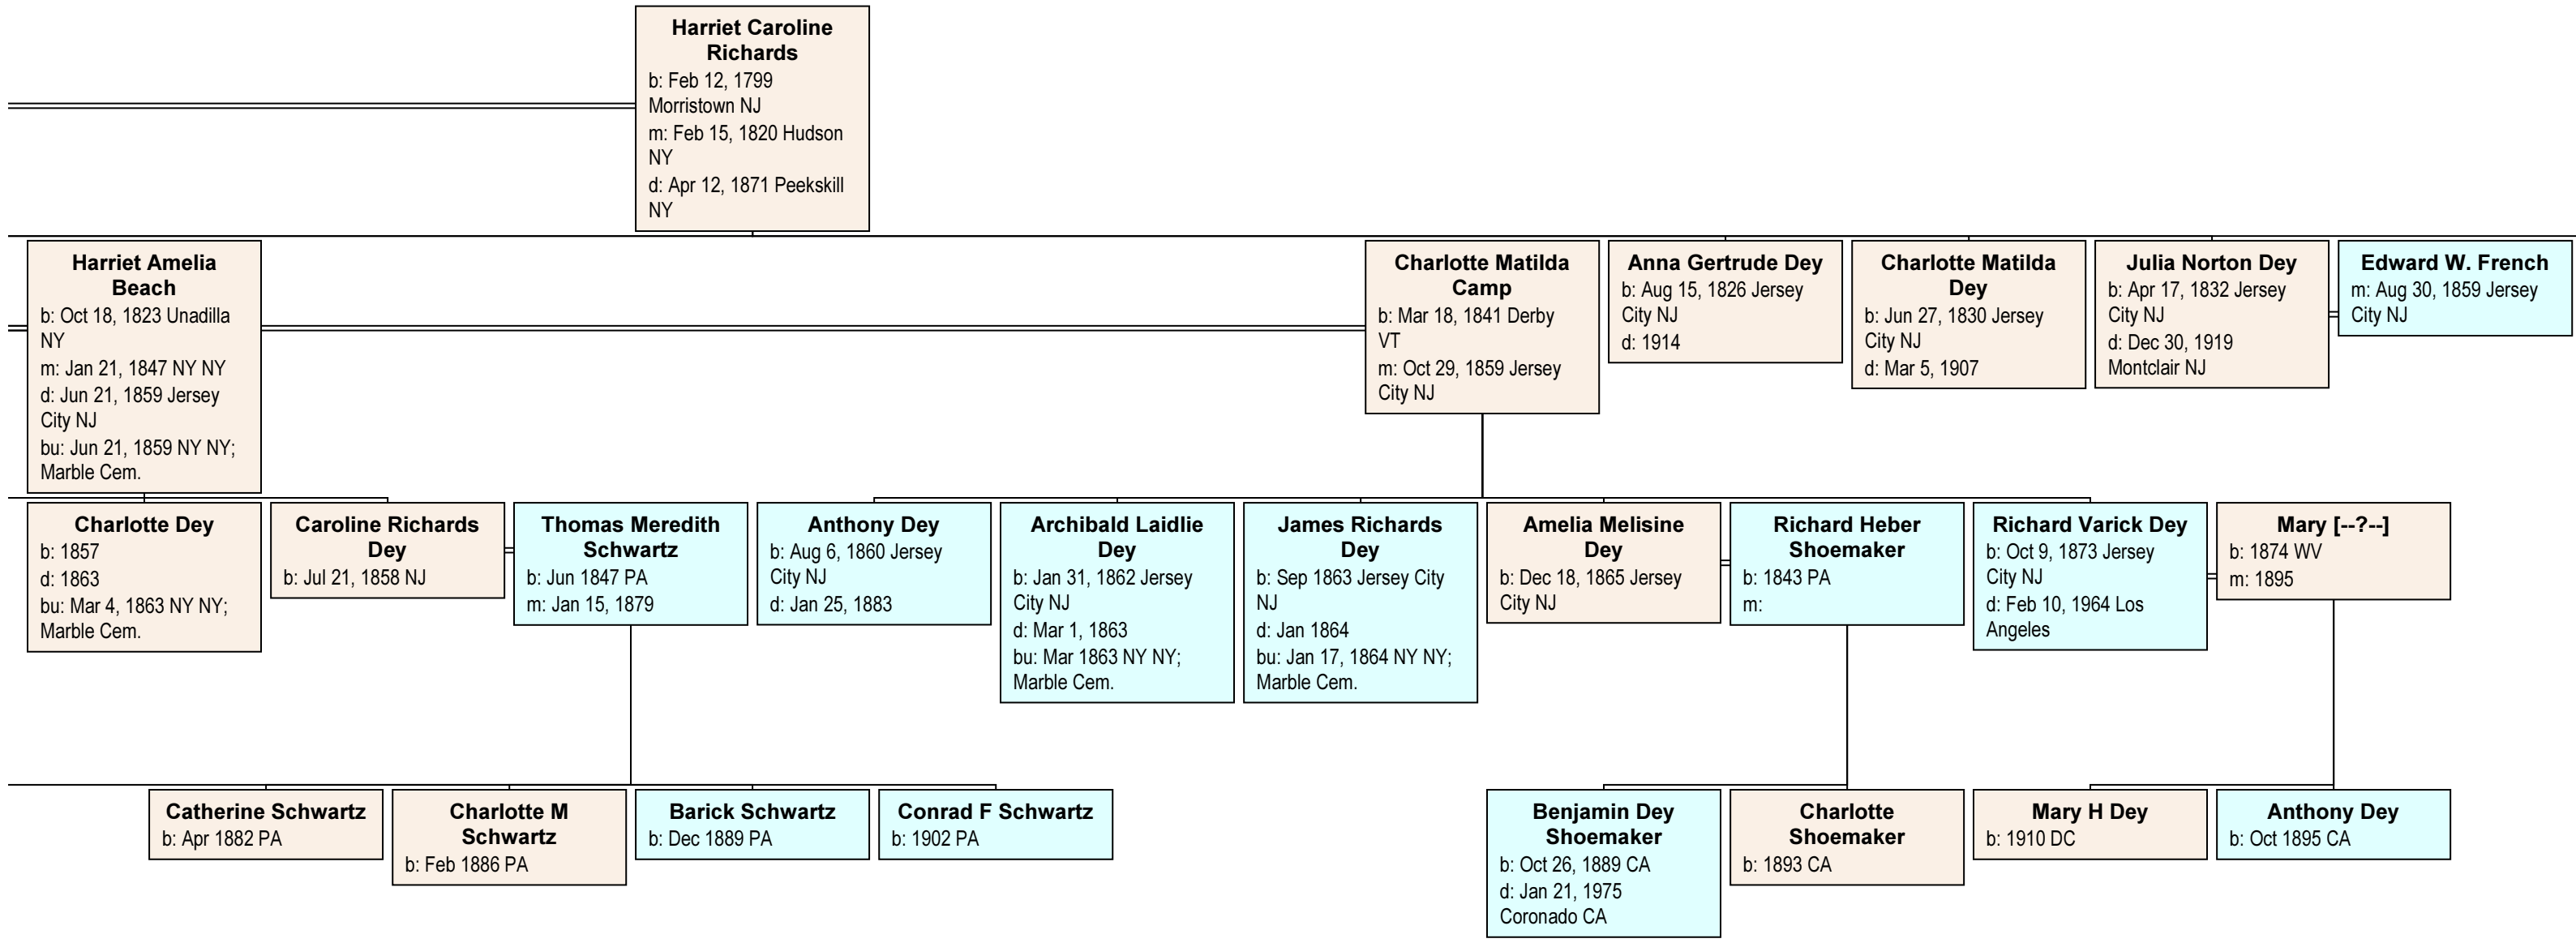 Harriet Caroline
Richards
b: Feb 12, 1799
Morristown NJ
m: Feb 15, 1820 Hudson
NY
d: Apr 12, 1871 Peekskill
NY
Harriet Amelia
Beach
b: Oct 18, 1823 Unadilla
NY
m: Jan 21, 1847 NY NY
d: Jun 21, 1859 Jersey
City NJ
bu: Jun 21, 1859 NY NY;
Marble Cem.
Charlotte Matilda
Camp
b: Mar 18, 1841 Derby
VT
m: Oct 29, 1859 Jersey
City NJ
Anna Gertrude Dey
b: Aug 15, 1826 Jersey
City NJ
d: 1914
Charlotte Matilda
Dey
b: Jun 27, 1830 Jersey
City NJ
d: Mar 5, 1907
Julia Norton Dey
b: Apr 17, 1832 Jersey
City NJ
d: Dec 30, 1919
Montclair NJ
Edward W. French
m: Aug 30, 1859 Jersey
City NJ
Charlotte Dey
b: 1857
d: 1863
bu: Mar 4, 1863 NY NY;
Marble Cem.
Caroline Richards
Dey
b: Jul 21, 1858 NJ
Thomas Meredith
Schwartz
b: Jun 1847 PA
m: Jan 15, 1879
Anthony Dey
b: Aug 6, 1860 Jersey
City NJ
d: Jan 25, 1883
Archibald Laidlie
Dey
b: Jan 31, 1862 Jersey
City NJ
d: Mar 1, 1863
bu: Mar 1863 NY NY;
Marble Cem.
James Richards
Dey
b: Sep 1863 Jersey City
NJ
d: Jan 1864
bu: Jan 17, 1864 NY NY;
Marble Cem.
Amelia Melisine
Dey
b: Dec 18, 1865 Jersey
City NJ
Richard Heber
Shoemaker
b: 1843 PA
m:
Richard Varick Dey
b: Oct 9, 1873 Jersey
City NJ
d: Feb 10, 1964 Los
Angeles
Mary [--?--]
b: 1874 WV
m: 1895
Catherine Schwartz
b: Apr 1882 PA
Charlotte M
Schwartz
b: Feb 1886 PA
Barick Schwartz
b: Dec 1889 PA
Conrad F Schwartz
b: 1902 PA
Benjamin Dey
Shoemaker
b: Oct 26, 1889 CA
d: Jan 21, 1975
Coronado CA
Charlotte
Shoemaker
b: 1893 CA
Mary H Dey
b: 1910 DC
Anthony Dey
b: Oct 1895 CA